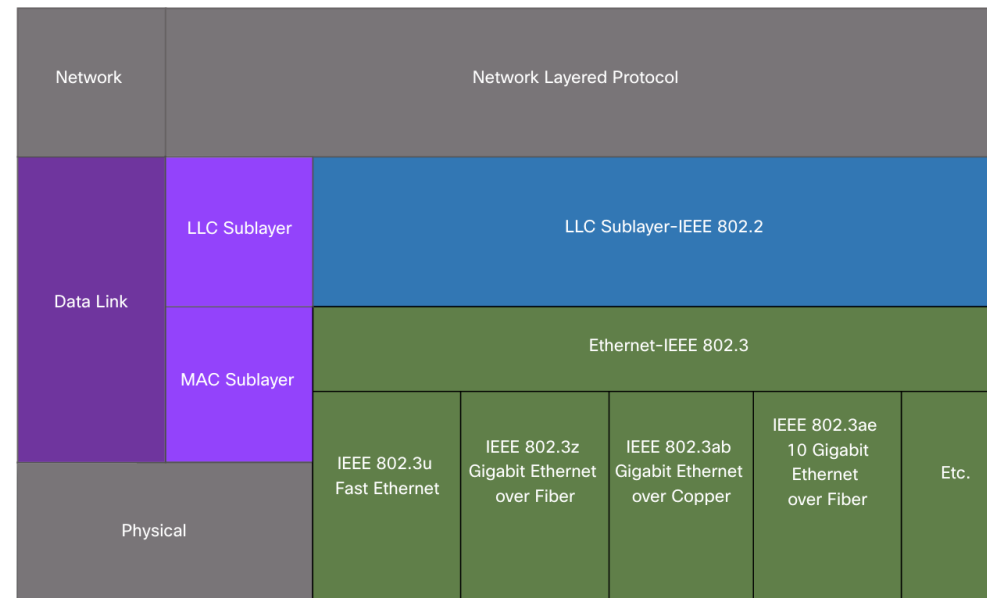 Network
Network Layered Protocol
Data Link
LLC Sublayer
LLC Sublayer-IEEE 802.2
MAC Sublayer
Ethernet-IEEE 802.3
Physical
IEEE 802.3u
Fast Ethernet
IEEE 802.3z
Gigabit Ethernet
over Fiber
IEEE 802.3ab
Gigabit Ethernet
over Copper
IEEE 802.3ae
10 Gigabit
Ethernet
over Fiber
Etc.